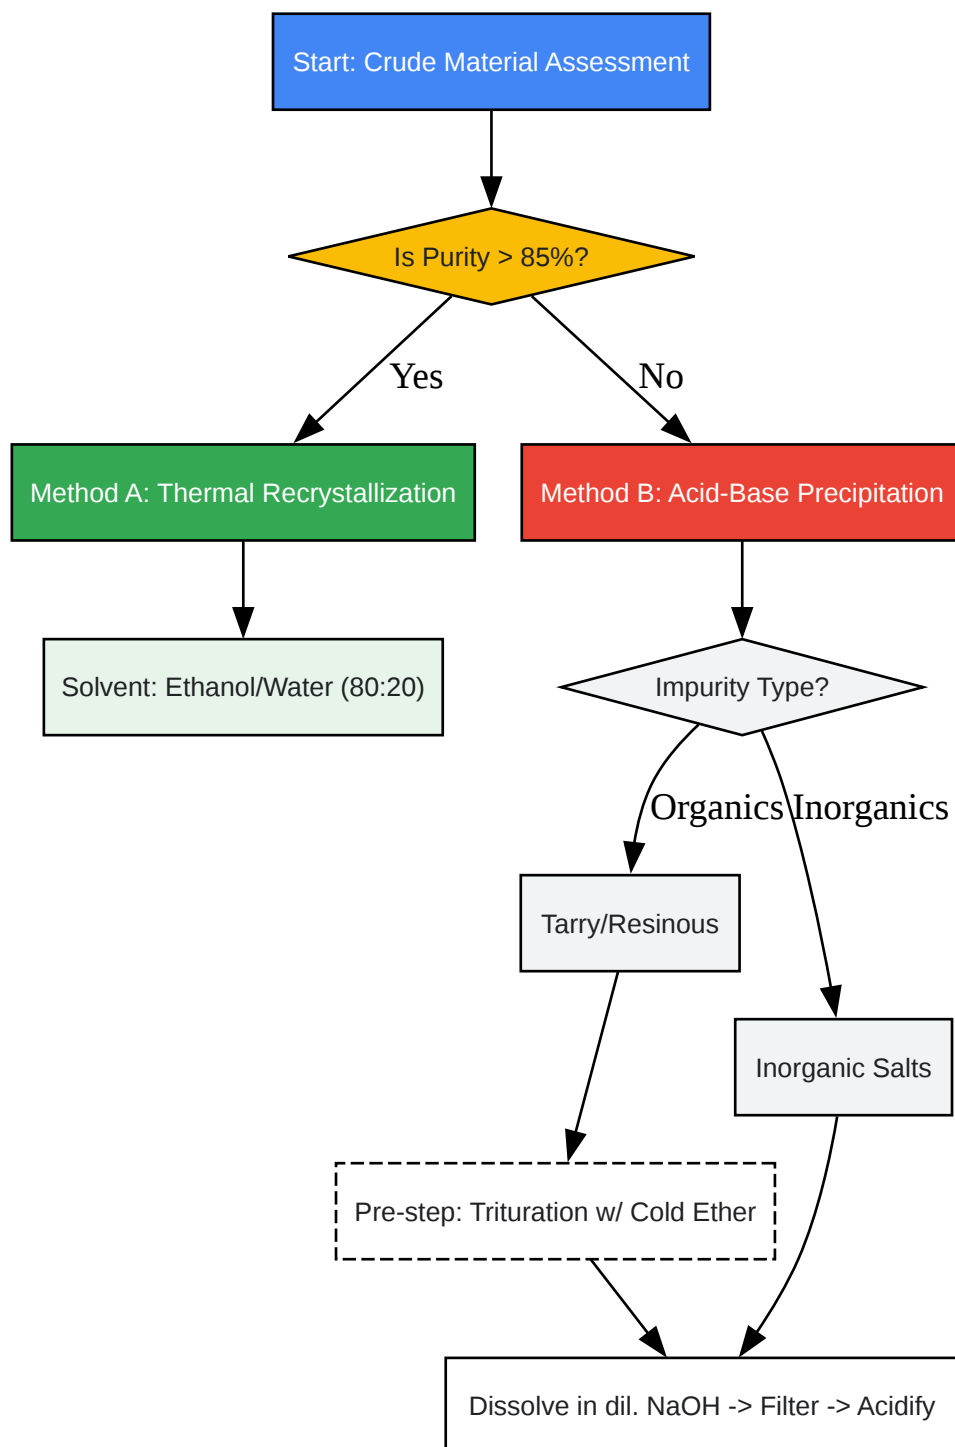 Start: Crude Material Assessment
Is Purity > 85%?
Yes
No
Method A: Thermal Recrystallization
Method B: Acid-Base Precipitation
Solvent: Ethanol/Water (80:20)
Impurity Type?
Organics
Inorganics
Tarry/Resinous
Inorganic Salts
Pre-step: Trituration w/ Cold Ether
Dissolve in dil. NaOH -> Filter -> Acidify